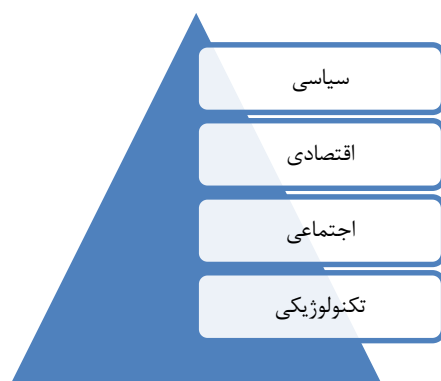 سیاسی
اقتصادی
اجتماعی
تکنولوژیکی